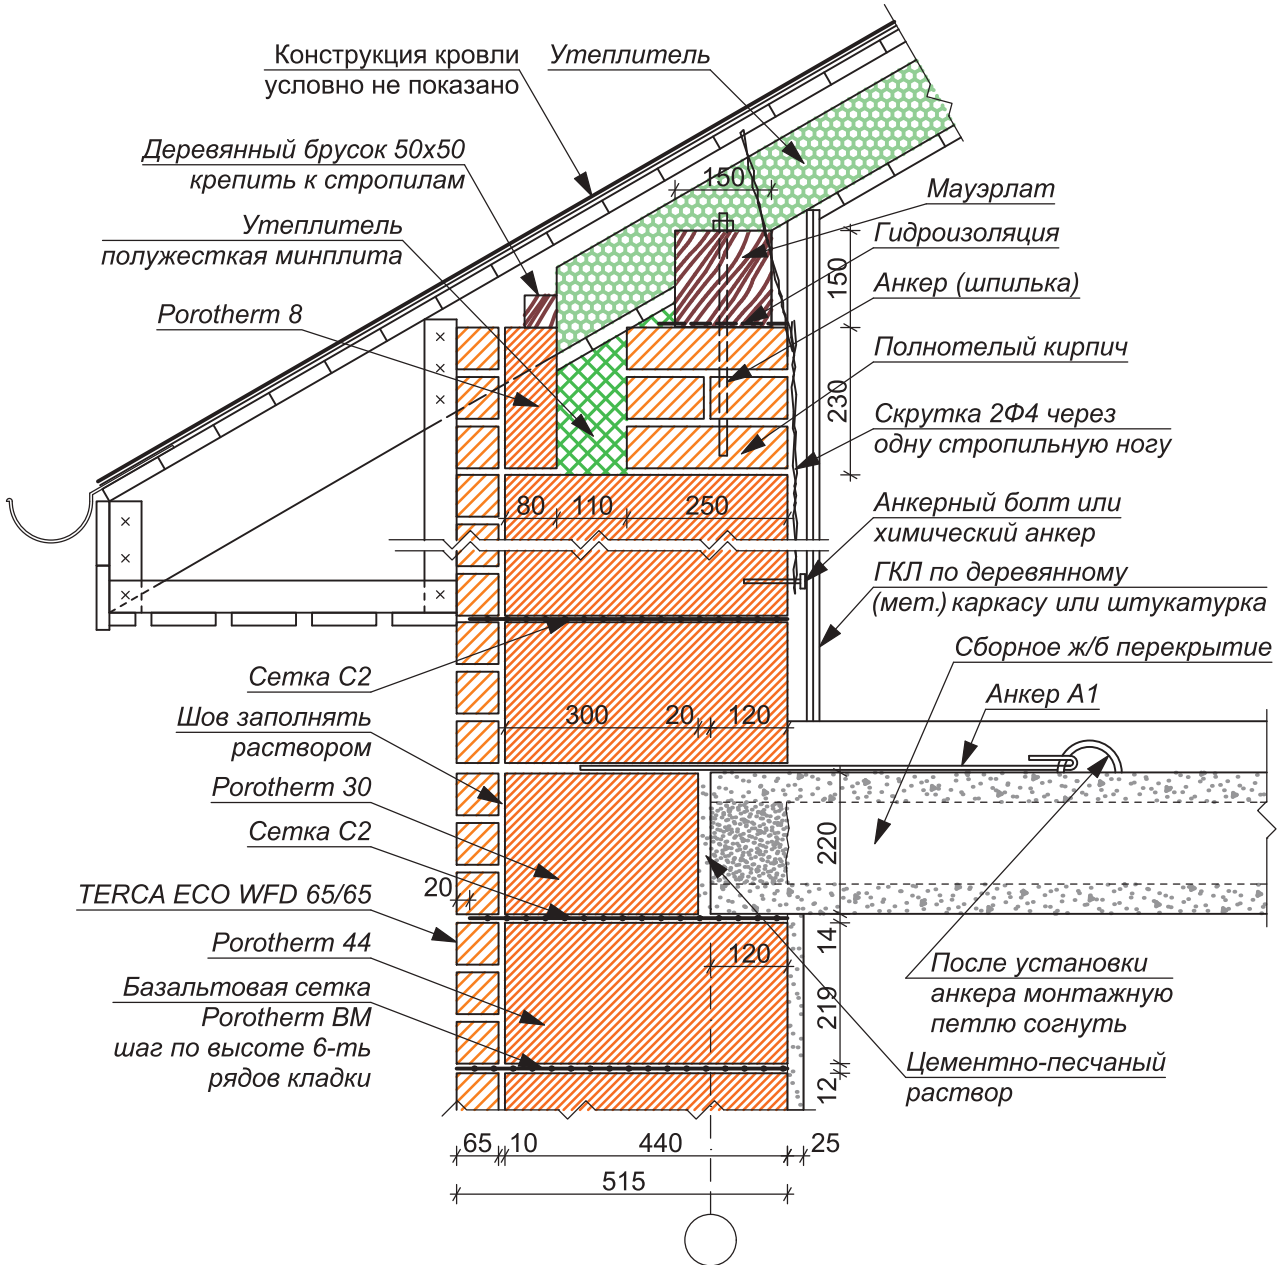 Конструкция кровли
условно не показано
Утеплитель
Деревянный брусок 50х50
крепить к стропилам
Утеплитель
полужесткая минплита
Porotherm 8
150
Мауэрлат
Гидроизоляция
Анкер (шпилька)
Полнотелый кирпич
Скрутка 2Ф4 через
одну стропильную ногу
Анкерный болт или
химический анкер
ГКЛ по деревянному
(мет.) каркасу или штукатурка
Сборное ж/б перекрытие
Анкер А1
150
230
80
110
250
Сетка С2
Шов заполнять
раствором
Porotherm 30
Сетка С2
TERCA ECO WFD 65/65
Porotherm 44
Базальтовая сетка
Porotherm BM
шаг по высоте 6-ть
рядов кладки
300
20
120
20
220
14
120
219
12
После установки
анкера монтажную
петлю согнуть
Цементно-песчаный
раствор
65
10
440
25
515